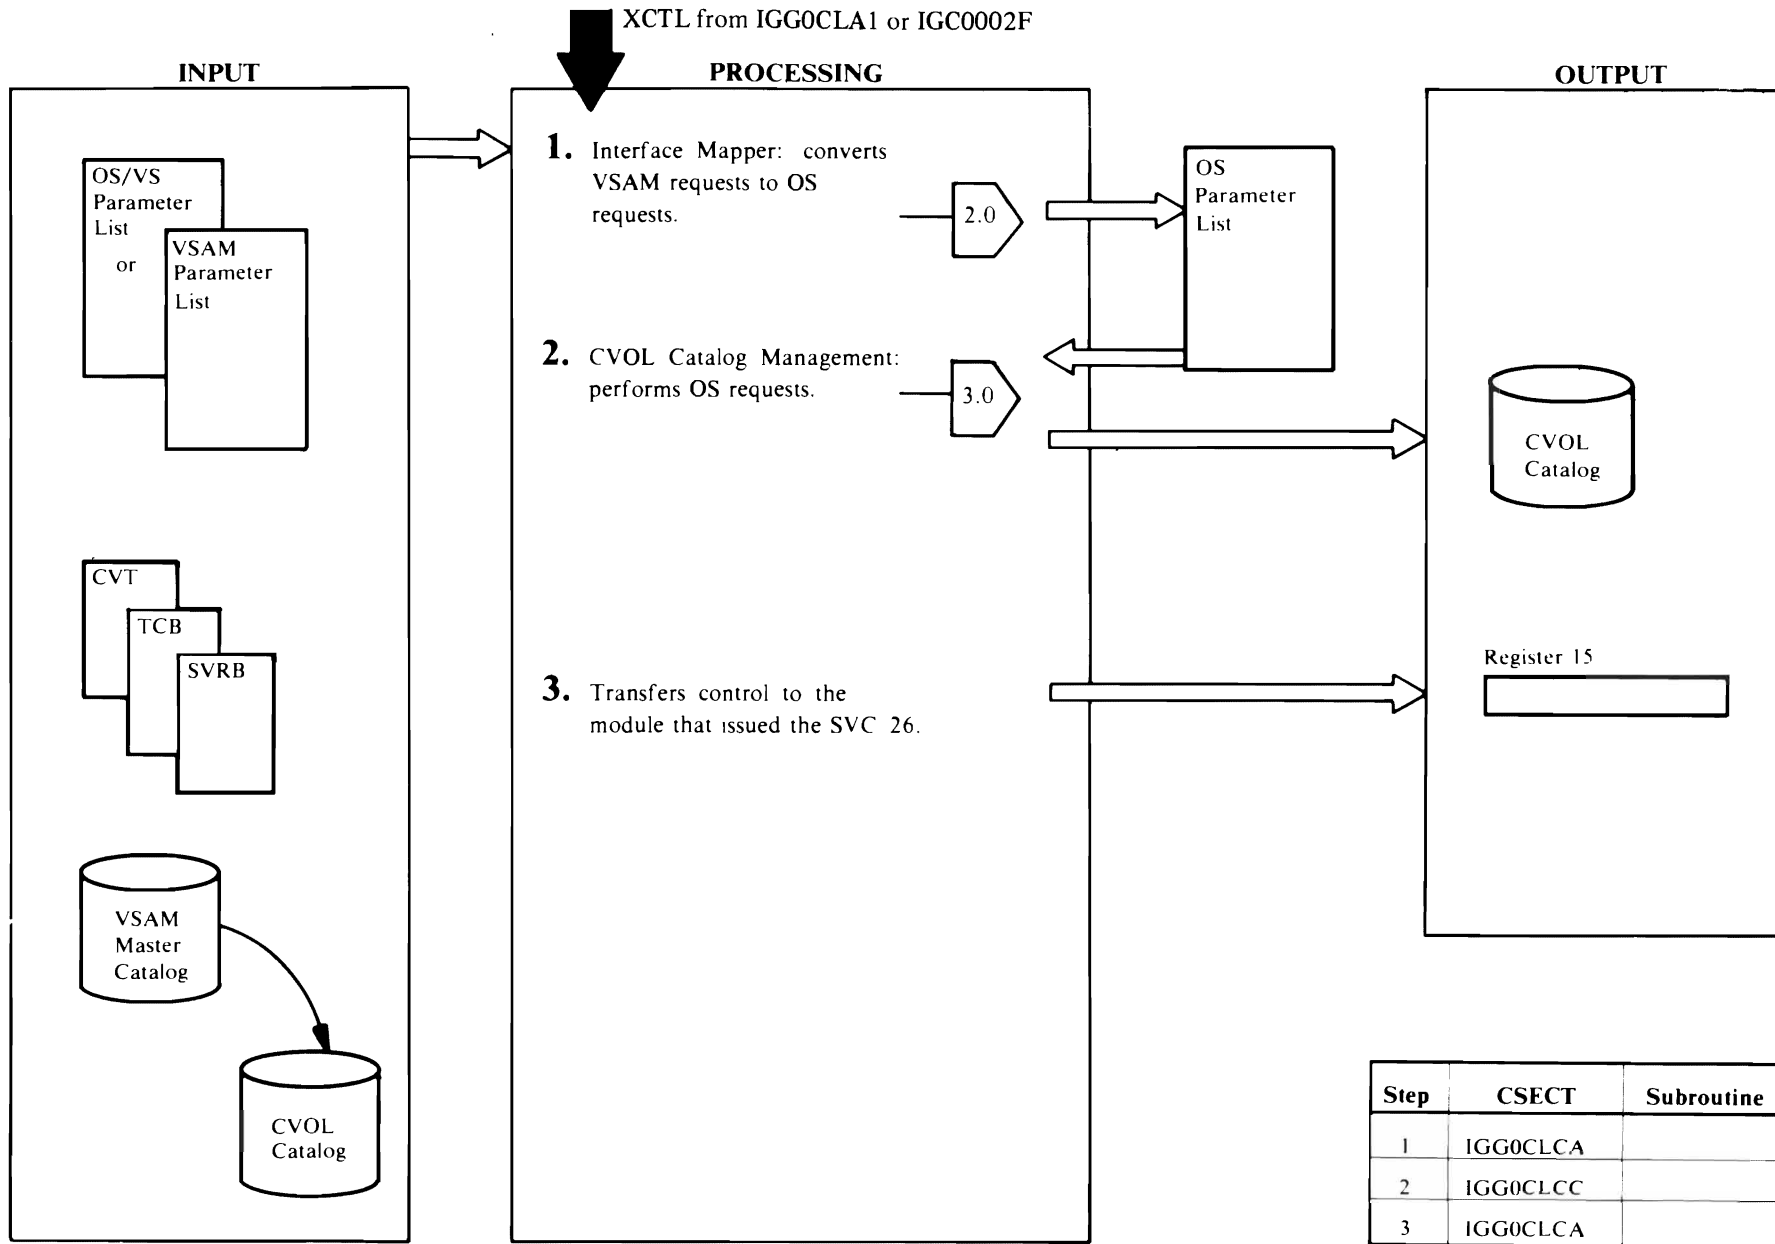 XCTL from IGG0CLA1 or IGC0002F
INPUT
PROCESSING
OUTPUT
OS/VS
Parameter
List
or
VSAM
Parameter
List
CVT
TCB
SVRB
VSAM
Master
Catalog
CVOL
Catalog
1. Interface Mapper: converts
VSAM requests to OS
requests.
2.0
OS
Parameter
List
2. CVOL Catalog Management:
performs OS requests.
3.0
3. Transfers control to the
module that issued the SVC 26.
CVOL
Catalog
Register 15
Step CSECT Subroutine
1 IGG0CLCA
2 IGG0CLCC
3 IGG0CLCA